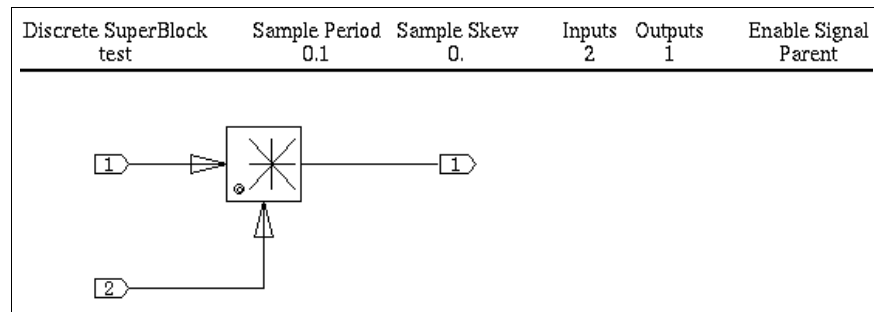 Discrete SuperBlock Sample Period Sample Skew Inputs Outputs Enable Signal
test 0.1 0. 2 1 Parent
1 1
2